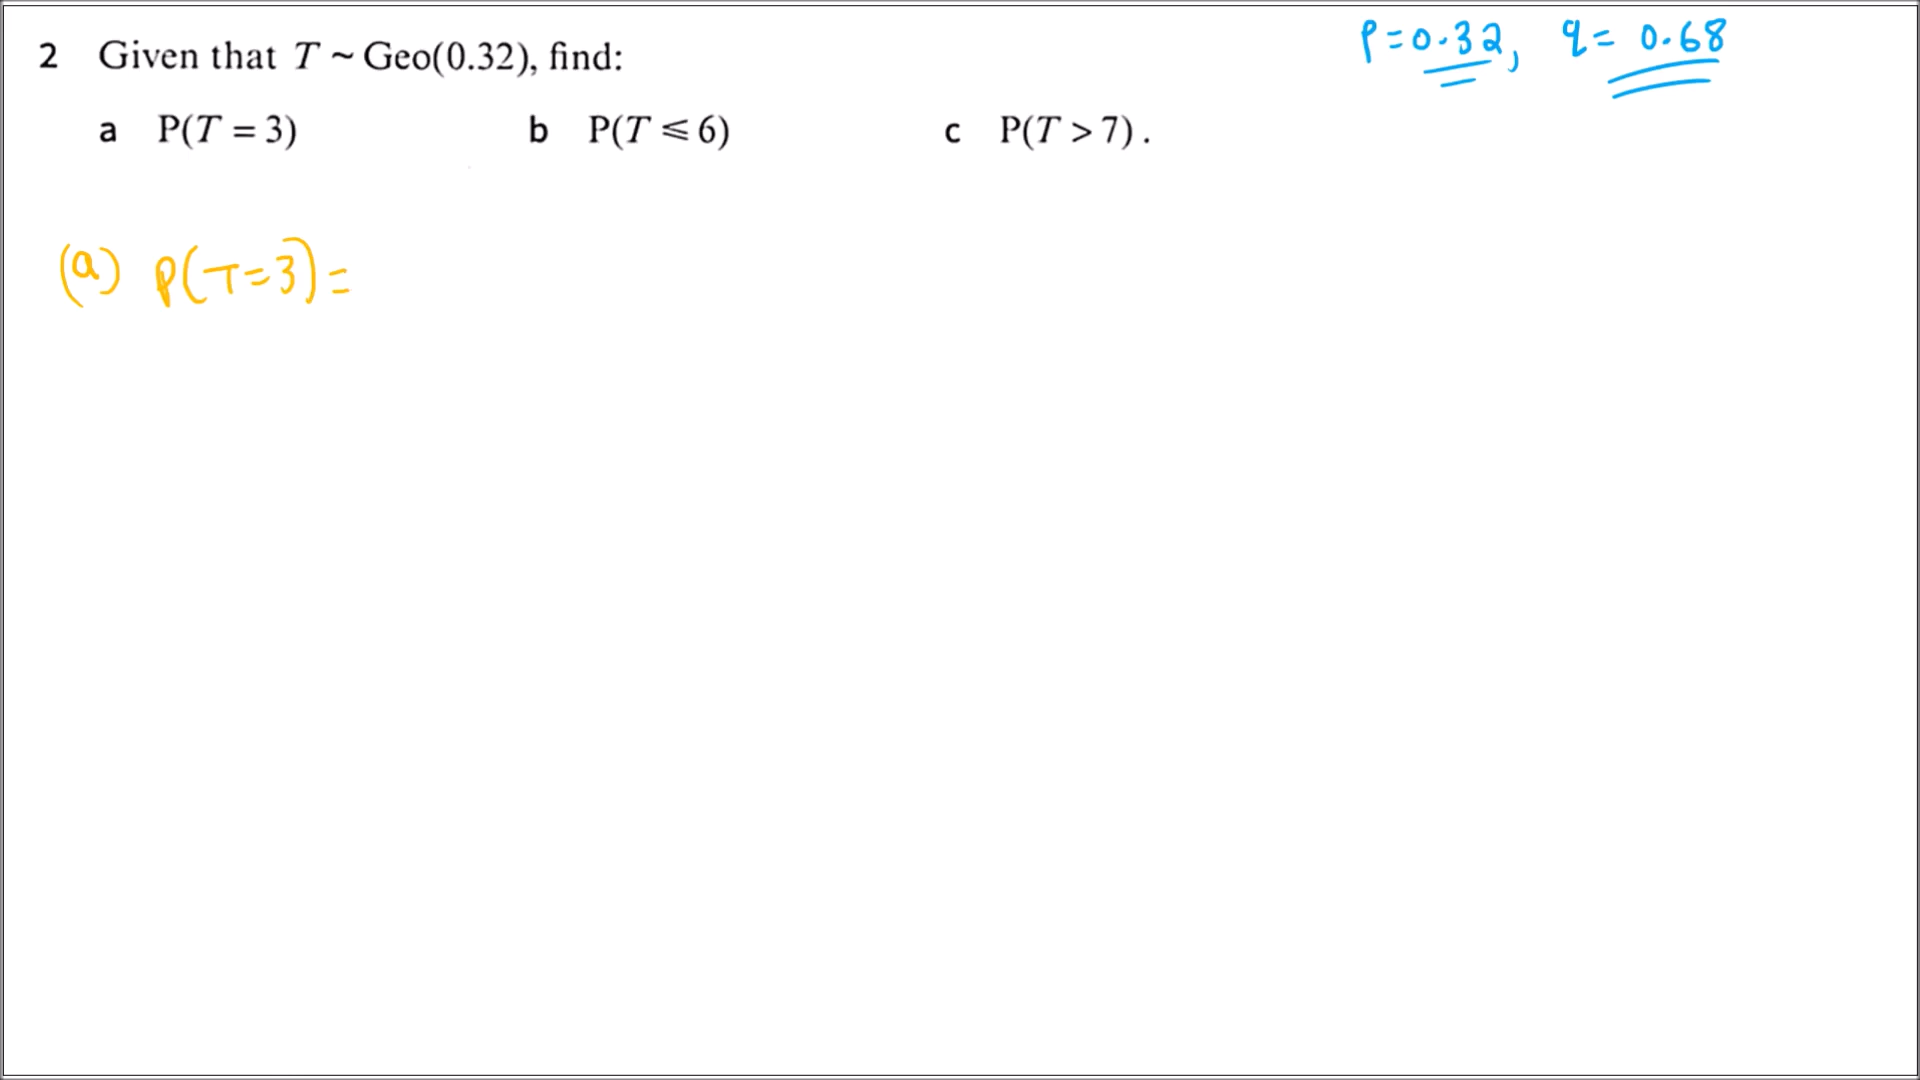 2 Given that T ~ Geo(0.32), find:
p=0.32, q= 0.68
a P(T = 3) b P(T ⩽ 6) c P(T > 7) .
(a) P(T=3)=